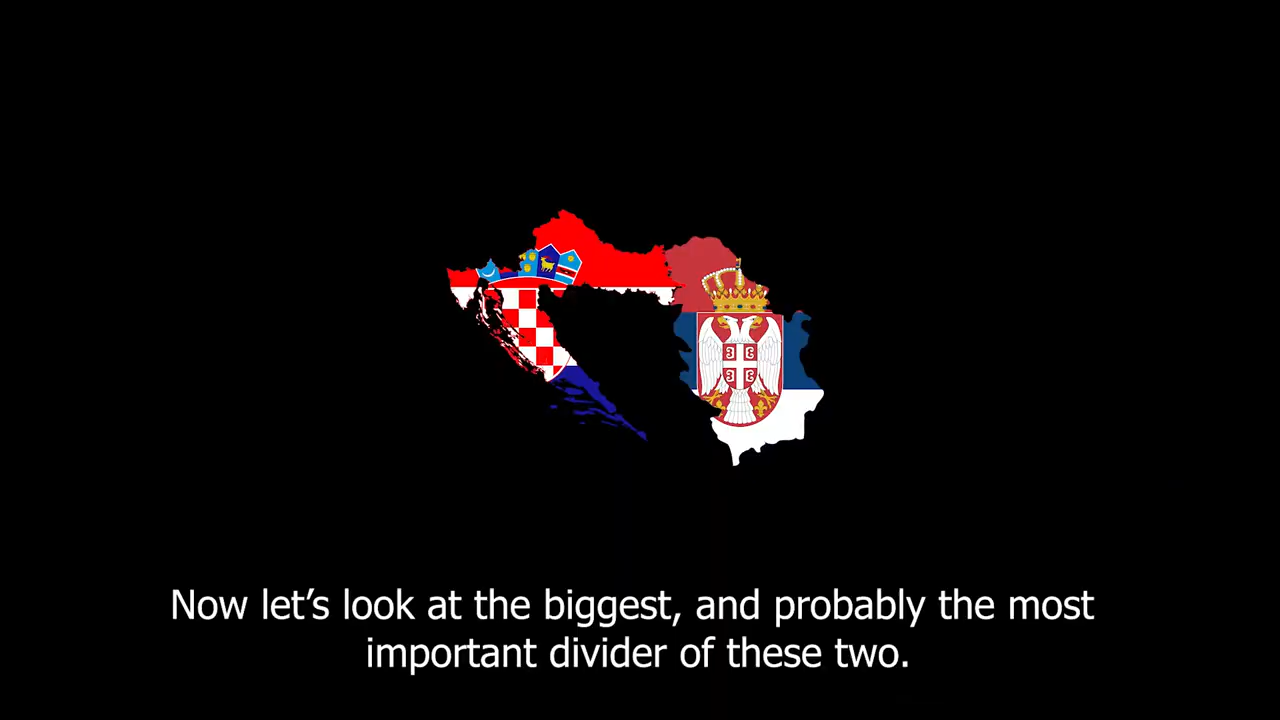 Now let’s look at the biggest, and probably the most
important divider of these two.